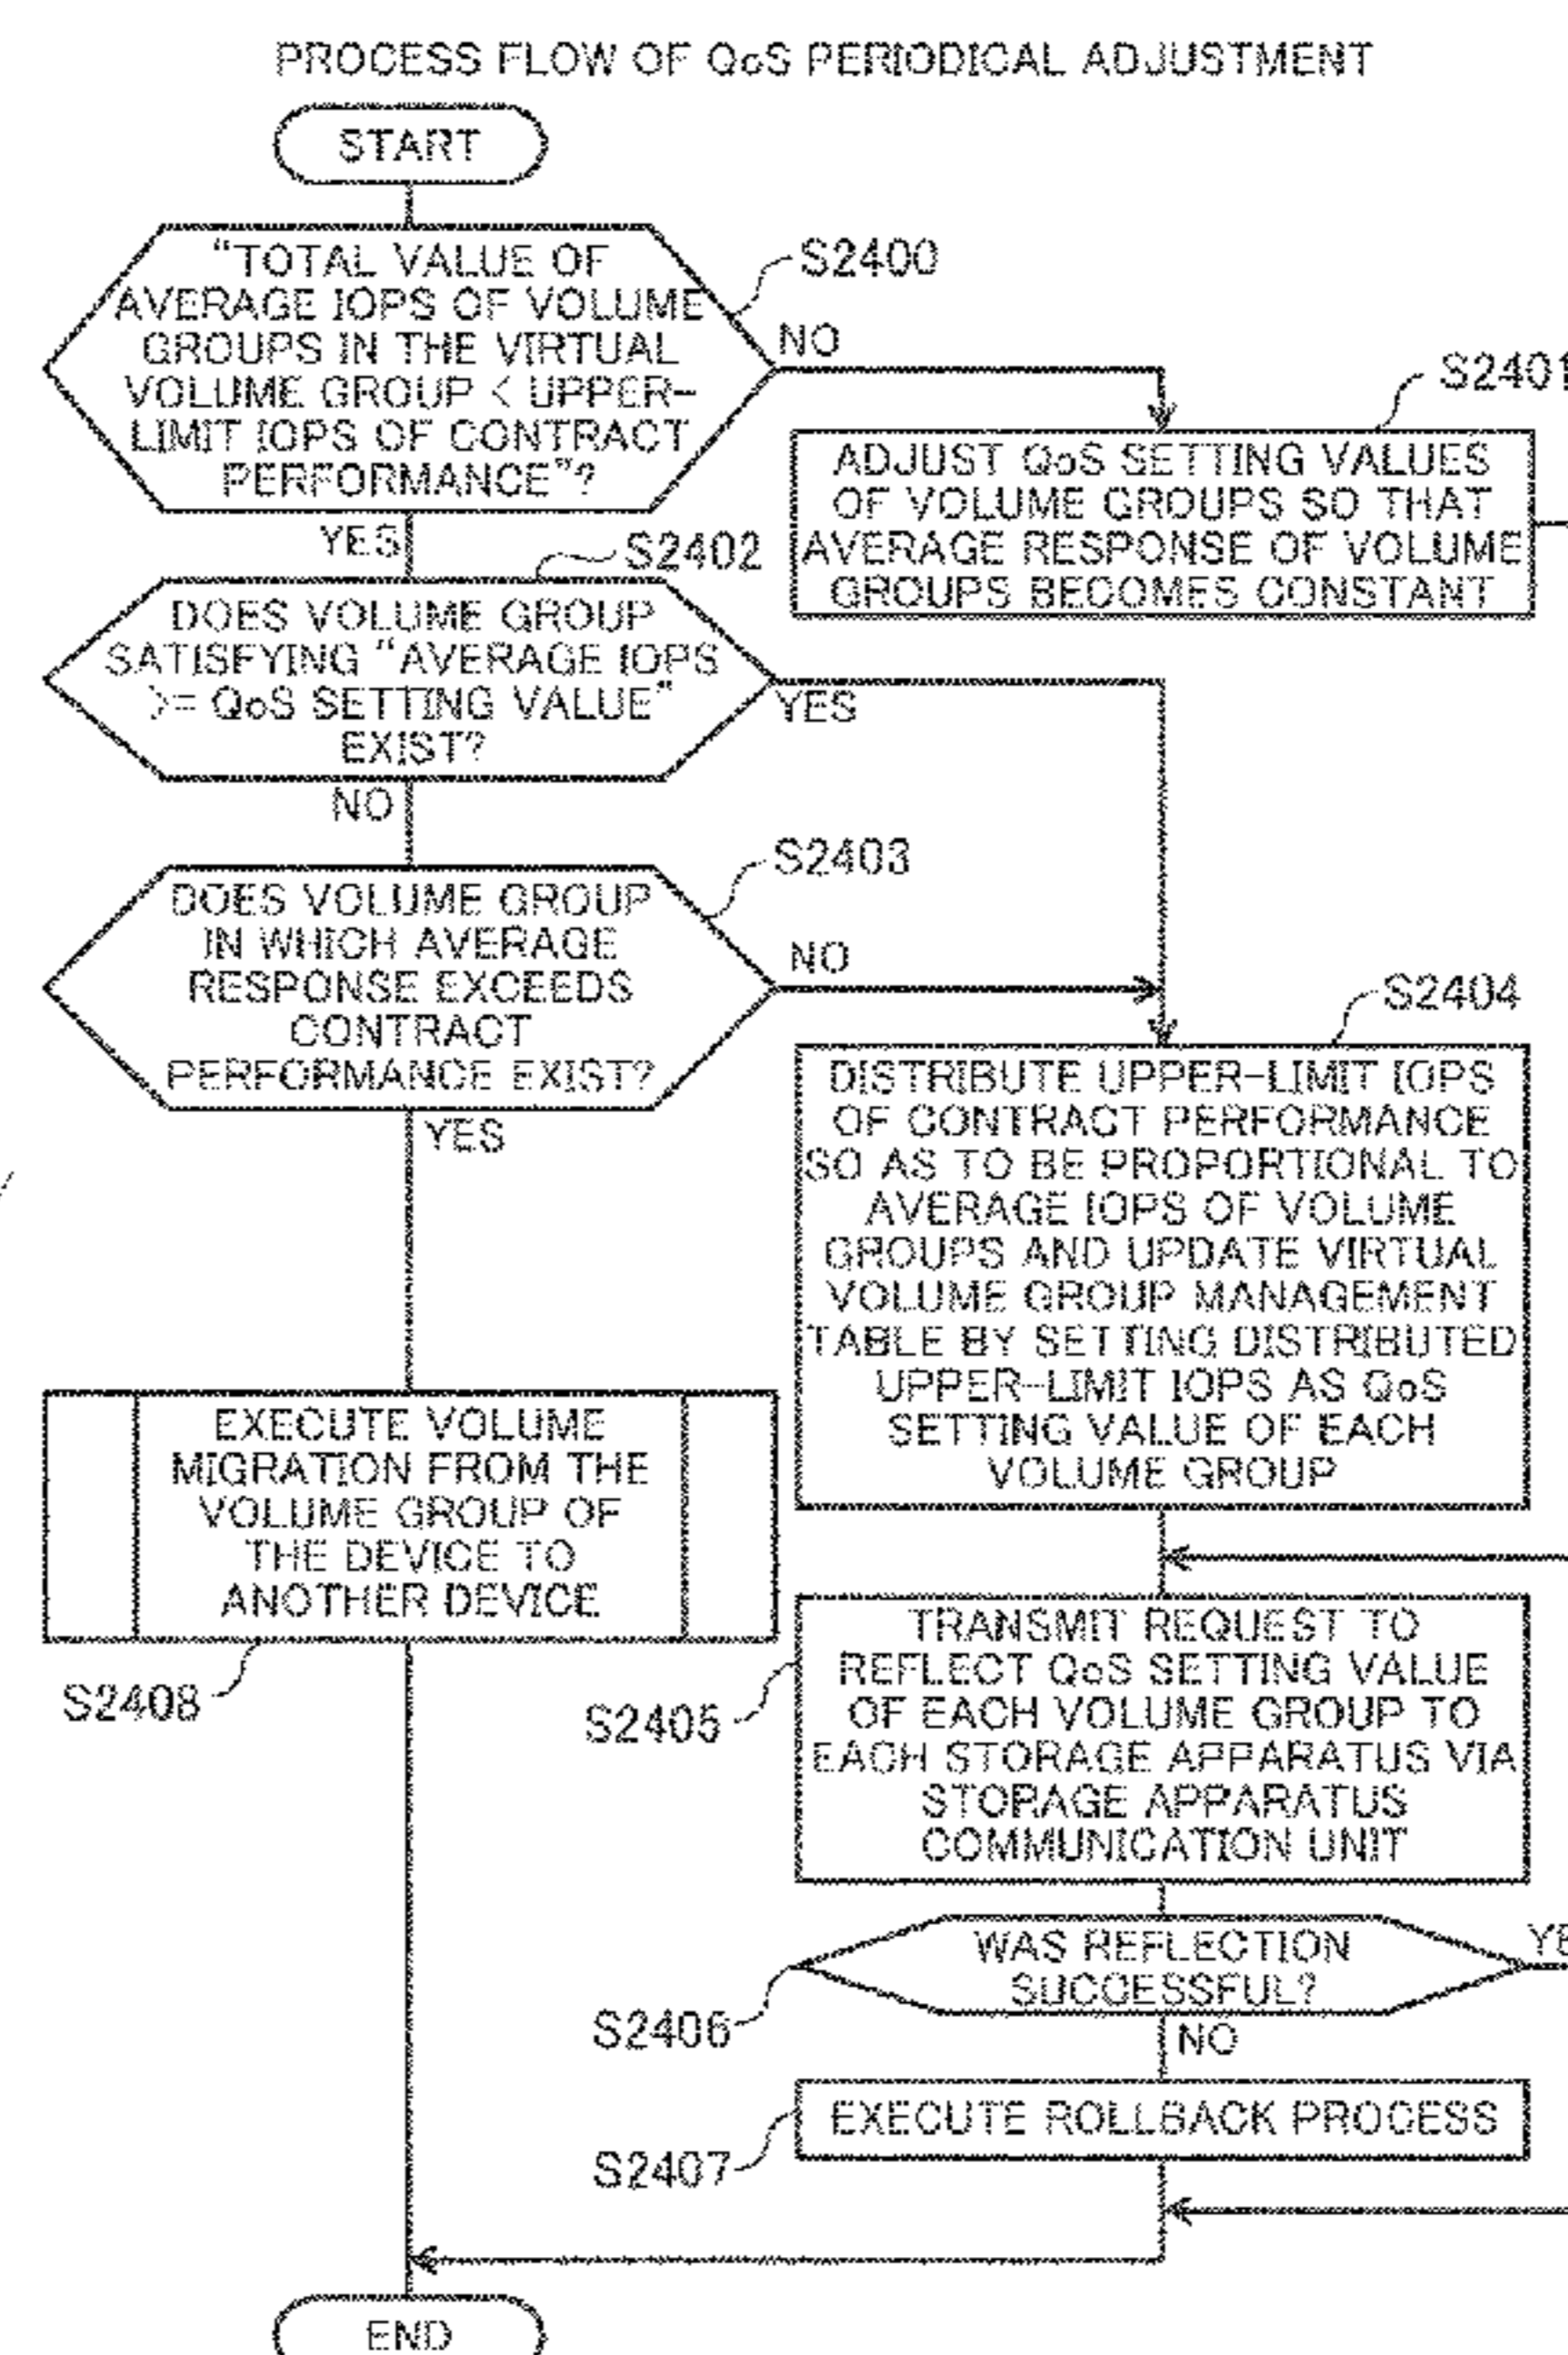 PROCESS FLOW OF QoS PERIODICAL ADJUSTMENT
START
"TOTAL VALUE OF
AVERAGE IOPS OF VOLUME
GROUPS IN THE VIRTUAL
VOLUME GROUP < UPPER-
LIMIT IOPS OF CONTRACT
PERFORMANCE"?
S2400
NO
YES
S2401
ADJUST QoS SETTING VALUES
OF VOLUME GROUPS SO THAT
AVERAGE RESPONSE OF VOLUME
GROUPS BECOMES CONSTANT
S2402
DOES VOLUME GROUP
SATISFYING "AVERAGE IOPS
>= QoS SETTING VALUE"
EXIST?
YES
NO
S2403
DOES VOLUME GROUP
IN WHICH AVERAGE
RESPONSE EXCEEDS
CONTRACT
PERFORMANCE EXIST?
NO
YES
S2404
DISTRIBUTE UPPER-LIMIT IOPS
OF CONTRACT PERFORMANCE
SO AS TO BE PROPORTIONAL TO
AVERAGE IOPS OF VOLUME
GROUPS AND UPDATE VIRTUAL
VOLUME GROUP MANAGEMENT
TABLE BY SETTING DISTRIBUTED
UPPER-LIMIT IOPS AS QoS
SETTING VALUE OF EACH
VOLUME GROUP
EXECUTE VOLUME
MIGRATION FROM THE
VOLUME GROUP OF
THE DEVICE TO
ANOTHER DEVICE
S2408
TRANSMIT REQUEST TO
REFLECT QoS SETTING VALUE
OF EACH VOLUME GROUP TO
EACH STORAGE APPARATUS VIA
STORAGE APPARATUS
COMMUNICATION UNIT
S2405
WAS REFLECTION
SUCCESSFUL?
YE
S2406
NO
EXECUTE ROLLBACK PROCESS
S2407
END